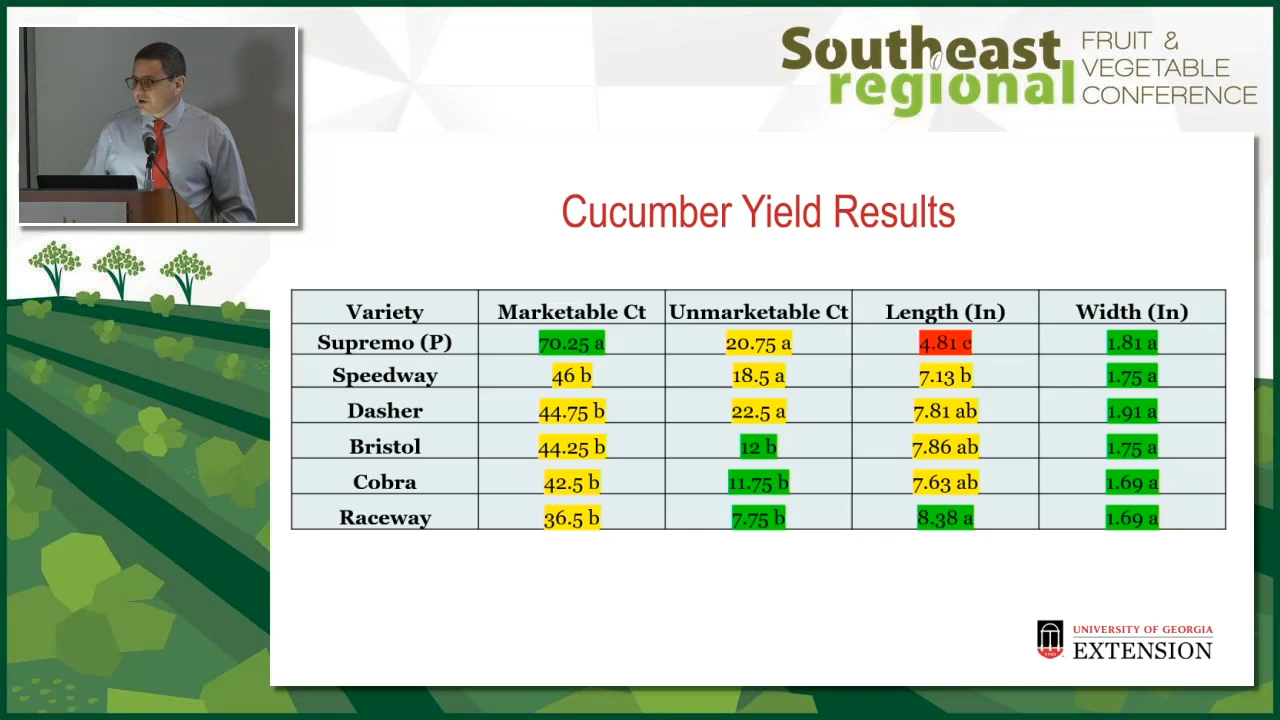 Southeast
regional
FRUIT &
VEGETABLE
CONFERENCE
Cucumber Yield Results
Variety Marketable Ct Unmarketable Ct Length (In) Width (In)
Supremo (P) 70.25 a 20.75 a 4.81 c 1.81 a
Speedway 46 b 18.5 a 7.13 b 1.75 a
Dasher 44.75 b 22.5 a 7.81 ab 1.91 a
Bristol 44.25 b 12 b 7.86 ab 1.75 a
Cobra 42.5 b 11.75 b 7.63 ab 1.69 a
Raceway 36.5 b 7.75 b 8.38 a 1.69 a
UNIVERSITY OF GEORGIA
EXTENSION